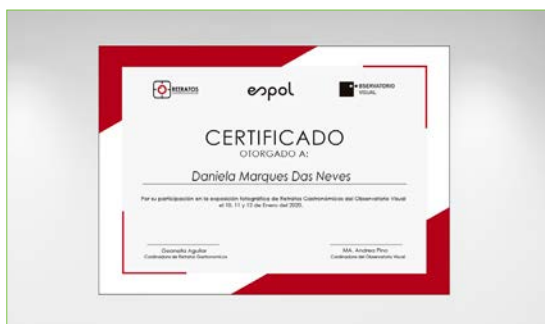 RETRATOS
espol
OBSERVATORIO
VISUAL
CERTIFICADO
OTORGADO A:
Daniela Marques Das Neves
Por su participación en la exposición fotográfica de Retratos Gastronómicos del Observatorio Visual
el 10, 11 y 12 de Enero del 2020.
Geanella Aguilar
Coordinadora de Retratos Gastronómicos
MA. Andrea Pino
Coordinadora del Observatorio Visual